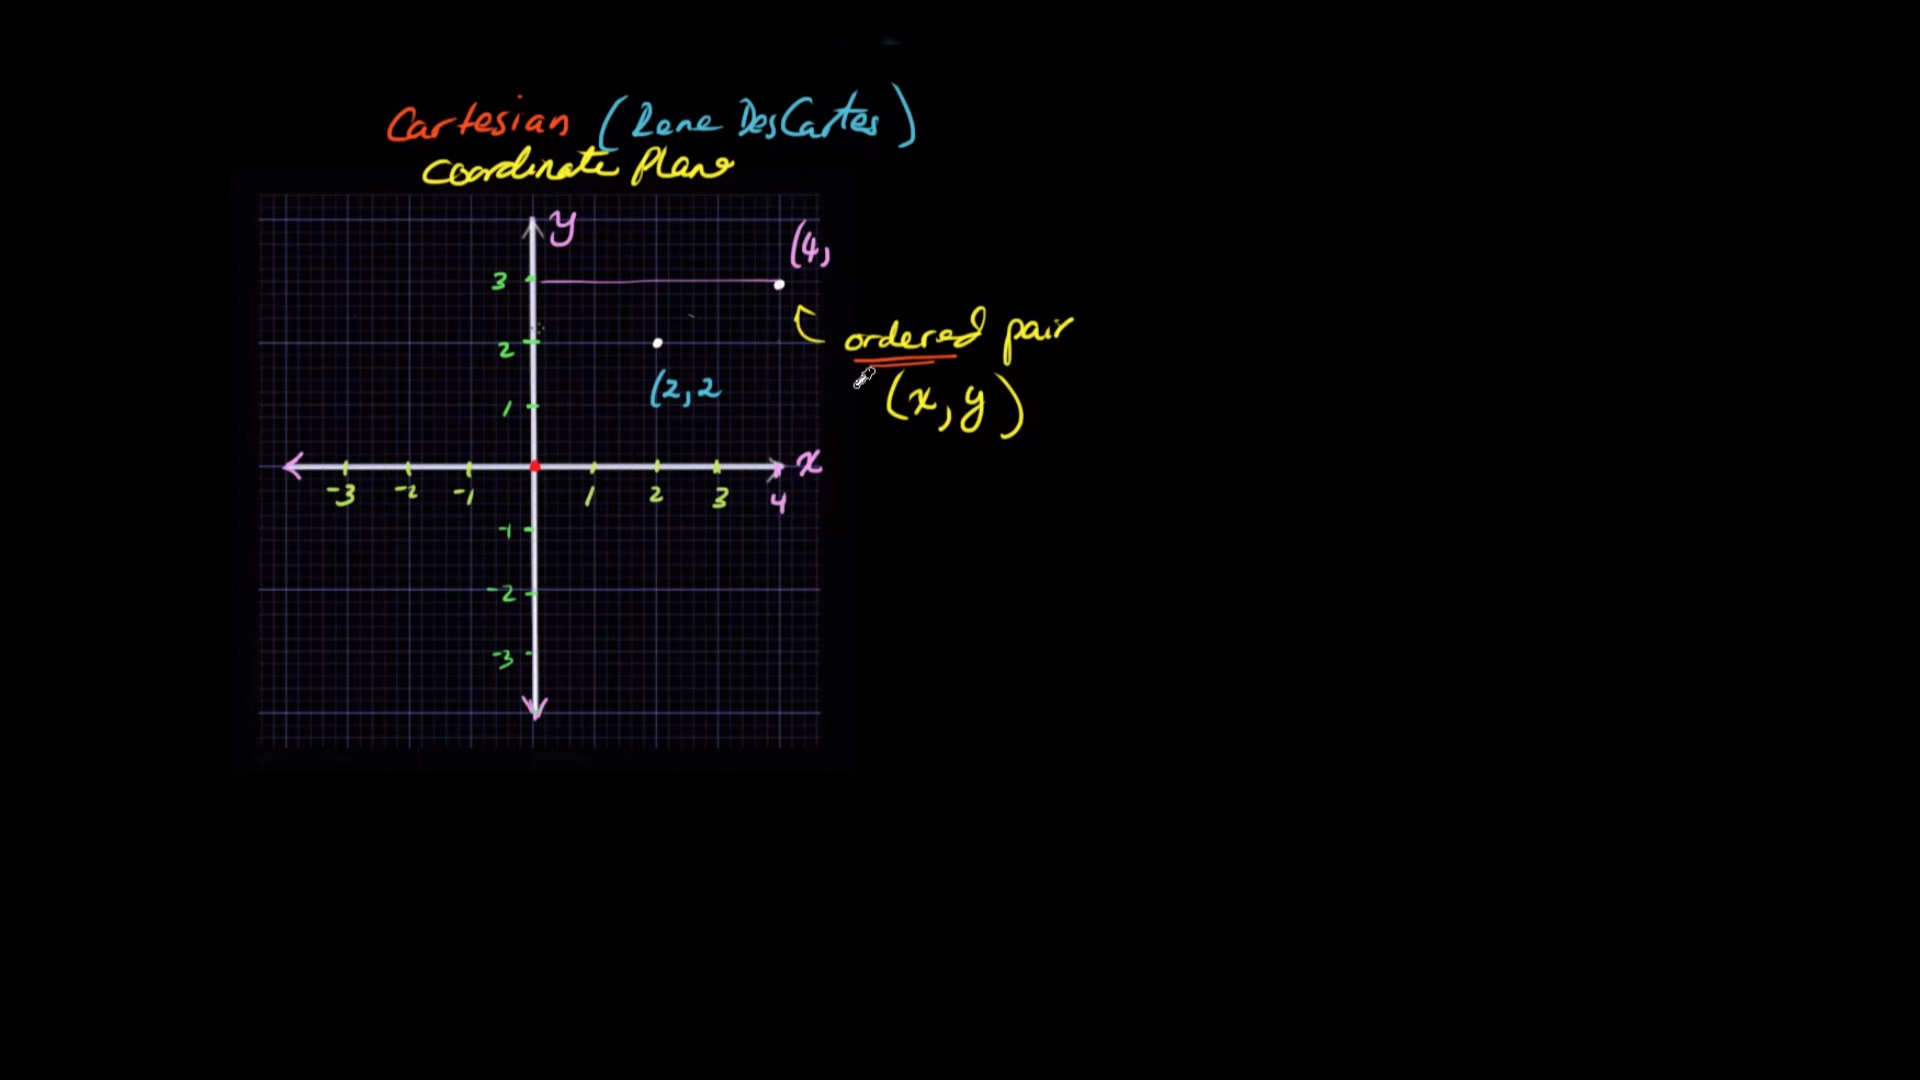 Cartesian (Rene DesCartes)
Coordinate Plane
y
(4,
3
ordered pair
2
(2, 2
(x, y)
1
x
-3 -2 -1 1 2 3 4
-1
-2
-3